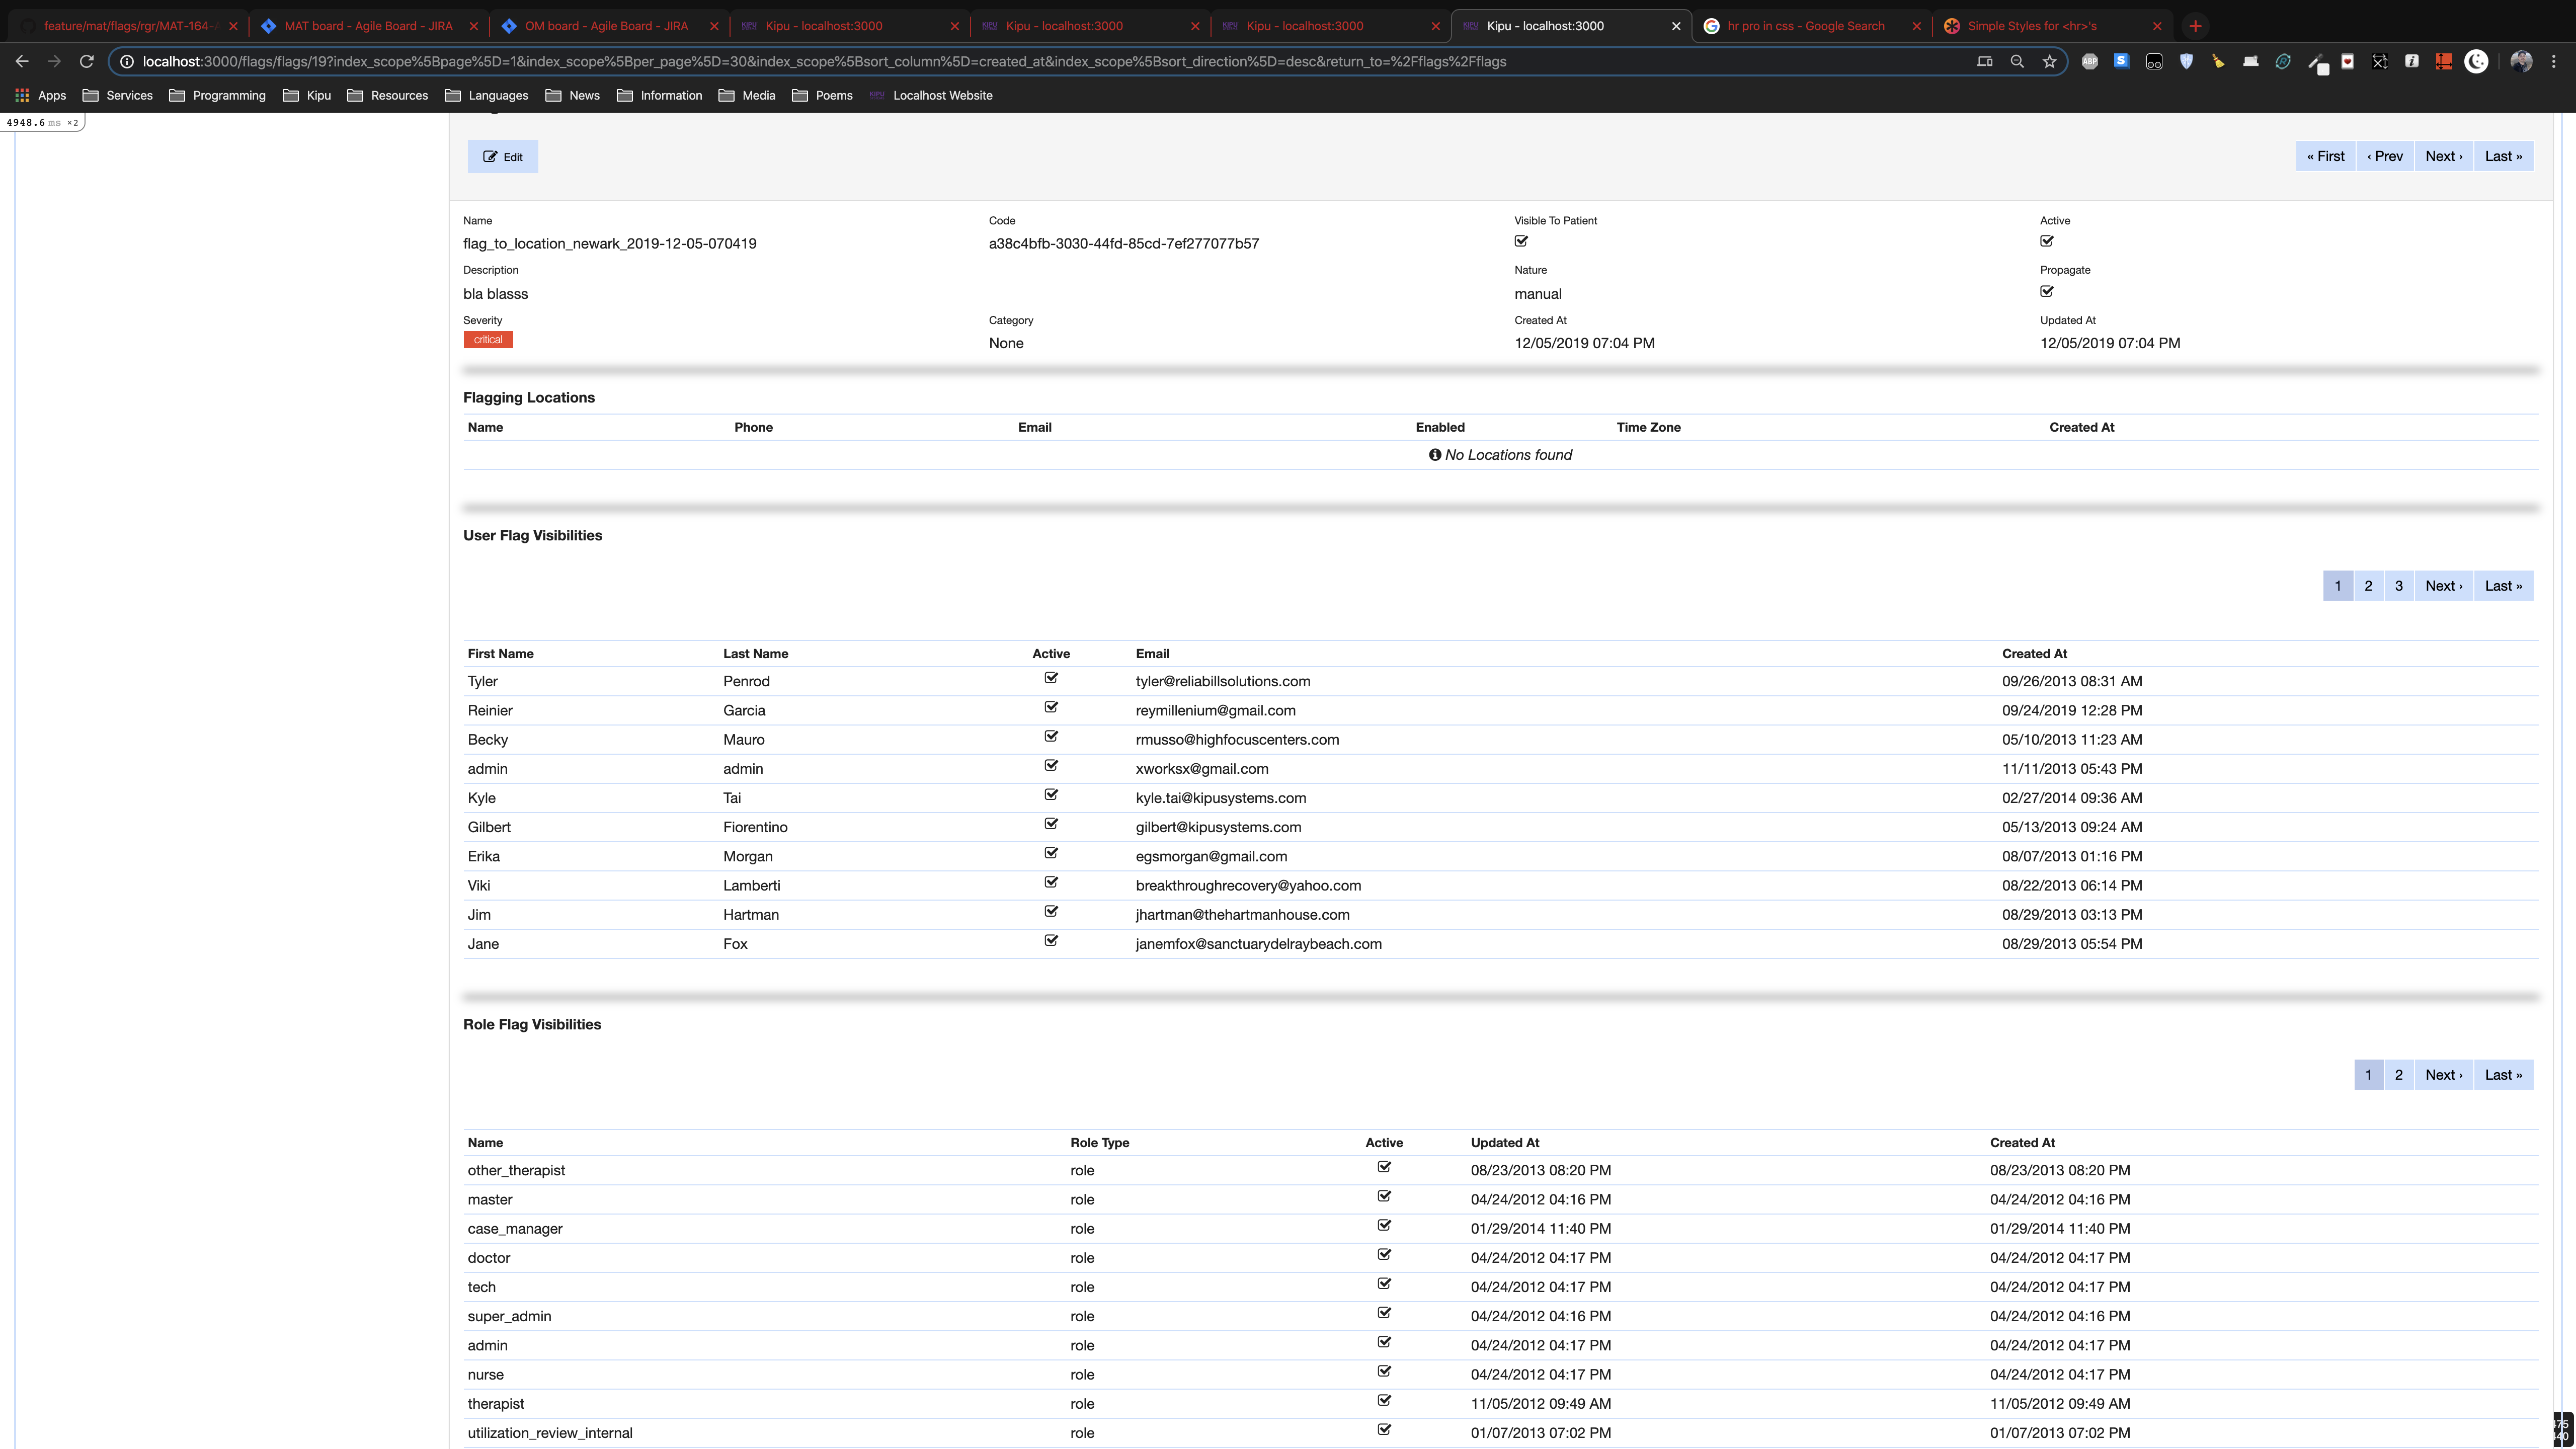 feature/mat/flags/rgr/MAT-164-
MAT board - Agile Board - JIRA
OM board - Agile Board - JIRA
KIPU Kipu - localhost:3000
KIPU Kipu - localhost:3000
KIPU Kipu - localhost:3000
KIPU Kipu - localhost:3000
hr pro in css - Google Search
Simple Styles for <hr>'s
localhost:3000/flags/flags/19?index_scope%5Bpage%5D=1&index_scope%5Bper_page%5D=30&index_scope%5Bsort_column%5D=created_at&index_scope%5Bsort_direction%5D=desc&return_to=%2Fflags%2Fflags
ABP S
Apps Services Programming Kipu Resources Languages News Information Media Poems KIPU Localhost Website
4948.6 ms ×2
Edit « First ‹ Prev Next › Last »
Name Code Visible To Patient Active
flag_to_location_newark_2019-12-05-070419 a38c4bfb-3030-44fd-85cd-7ef277077b57
Description Nature Propagate
bla blasss manual
Severity Category Created At Updated At
critical None 12/05/2019 07:04 PM 12/05/2019 07:04 PM
Flagging Locations
Name Phone Email Enabled Time Zone Created At
No Locations found
User Flag Visibilities
1 2 3 Next › Last »
First Name Last Name Active Email Created At
Tyler Penrod tyler@reliabillsolutions.com 09/26/2013 08:31 AM
Reinier Garcia reymillenium@gmail.com 09/24/2019 12:28 PM
Becky Mauro rmusso@highfocuscenters.com 05/10/2013 11:23 AM
admin admin xworksx@gmail.com 11/11/2013 05:43 PM
Kyle Tai kyle.tai@kipusystems.com 02/27/2014 09:36 AM
Gilbert Fiorentino gilbert@kipusystems.com 05/13/2013 09:24 AM
Erika Morgan egsmorgan@gmail.com 08/07/2013 01:16 PM
Viki Lamberti breakthroughrecovery@yahoo.com 08/22/2013 06:14 PM
Jim Hartman jhartman@thehartmanhouse.com 08/29/2013 03:13 PM
Jane Fox janemfox@sanctuarydelraybeach.com 08/29/2013 05:54 PM
Role Flag Visibilities
1 2 Next › Last »
Name Role Type Active Updated At Created At
other_therapist role 08/23/2013 08:20 PM 08/23/2013 08:20 PM
master role 04/24/2012 04:16 PM 04/24/2012 04:16 PM
case_manager role 01/29/2014 11:40 PM 01/29/2014 11:40 PM
doctor role 04/24/2012 04:17 PM 04/24/2012 04:17 PM
tech role 04/24/2012 04:17 PM 04/24/2012 04:17 PM
super_admin role 04/24/2012 04:16 PM 04/24/2012 04:16 PM
admin role 04/24/2012 04:17 PM 04/24/2012 04:17 PM
nurse role 04/24/2012 04:17 PM 04/24/2012 04:17 PM
therapist role 11/05/2012 09:49 AM 11/05/2012 09:49 AM
utilization_review_internal role 01/07/2013 07:02 PM 01/07/2013 07:02 PM